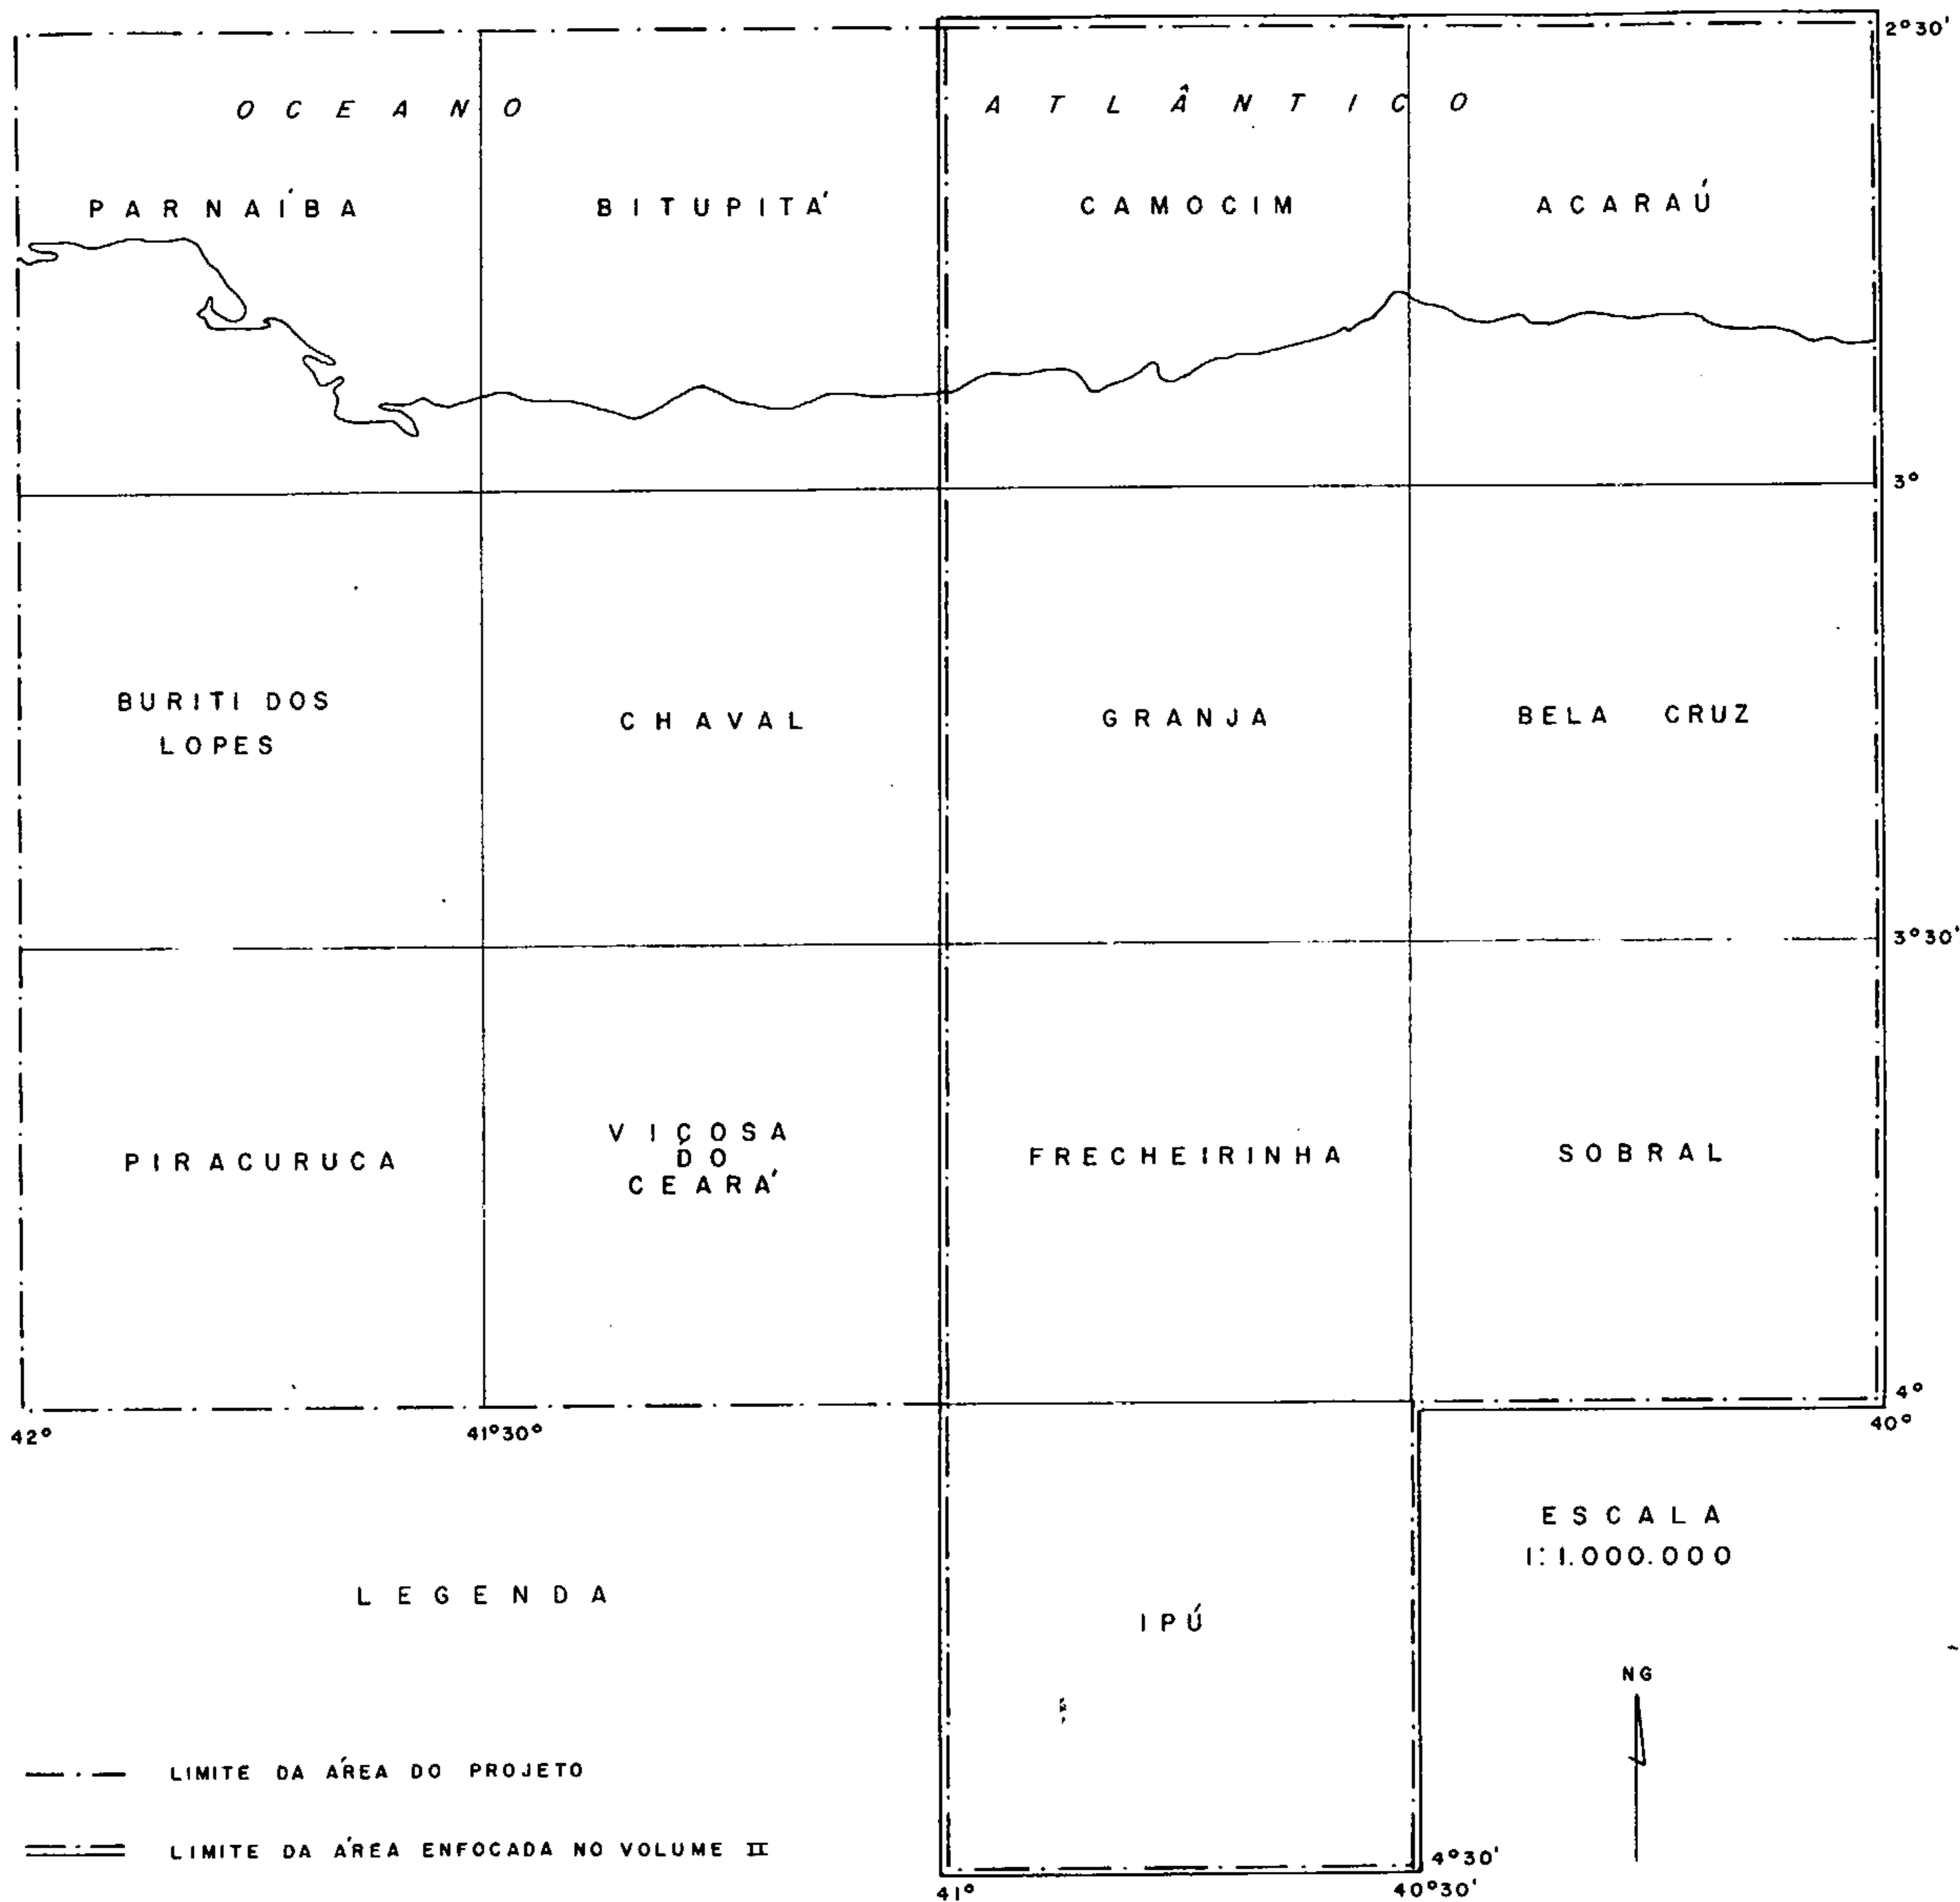 2°30'
OCEANO ATLÂNTICO
PARNAÍBA
BITUPITÁ
CAMOCIM
ACARAÚ
3°
BURITI DOS
LOPES
CHAVAL
GRANJA
BELA CRUZ
3°30'
PIRACURUCA
VIÇOSA
DO
CEARÁ
FRECHEIRINHA
SOBRAL
4°
42°
41°30°
40°
ESCALA
1:1.000.000
LEGENDA
IPÚ
NG
LIMITE DA ÁREA DO PROJETO
LIMITE DA ÁREA ENFOCADA NO VOLUME II
4°30'
41°
40°30'